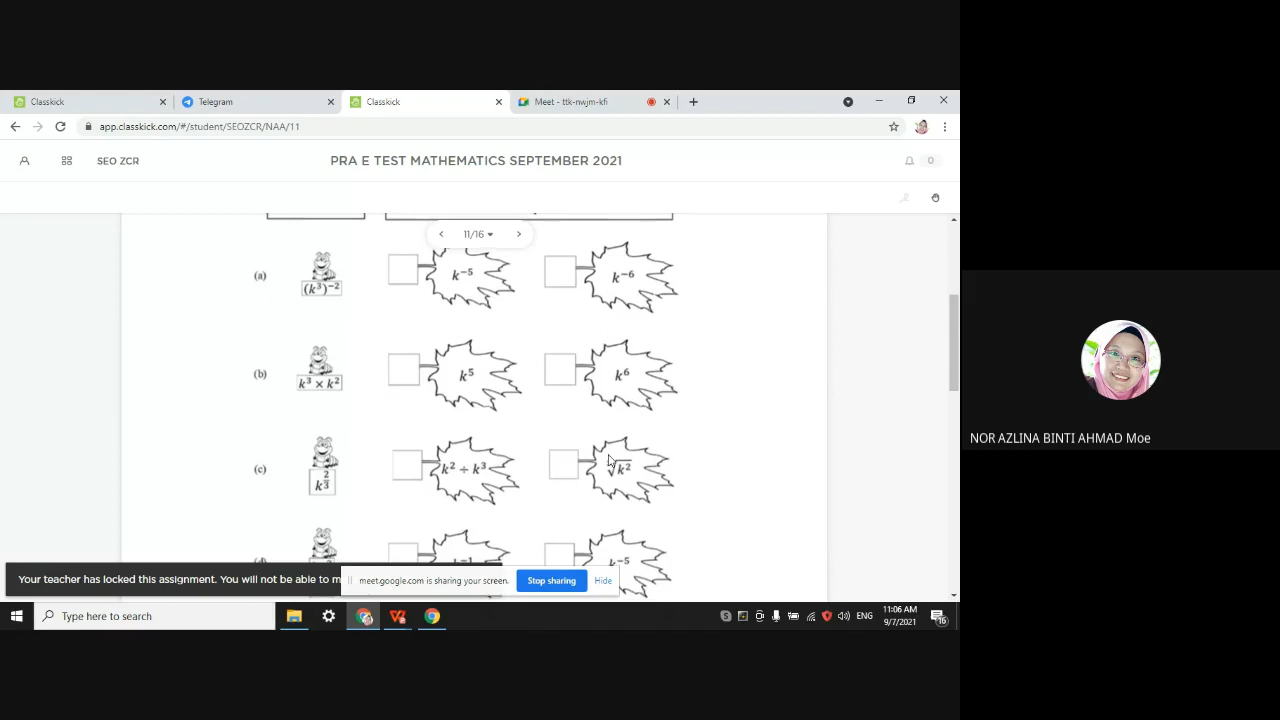 Classkick
Telegram
Classkick
Meet - ttk-nwjm-kfi
app.classkick.com/#/student/SEOZCR/NAA/11
SEO ZCR
PRA E TEST MATHEMATICS SEPTEMBER 2021
0
11/16
(a) (k³)⁻² k⁻⁵ k⁻⁶
(b) k³ × k² k⁵ k⁶
(c) k^(2/3) k² ÷ k³ √k²
k⁻⁵
Your teacher has locked this assignment. You will not be able to m
meet.google.com is sharing your screen.
Stop sharing
Hide
NOR AZLINA BINTI AHMAD Moe
Type here to search
ENG
11:06 AM
9/7/2021
16